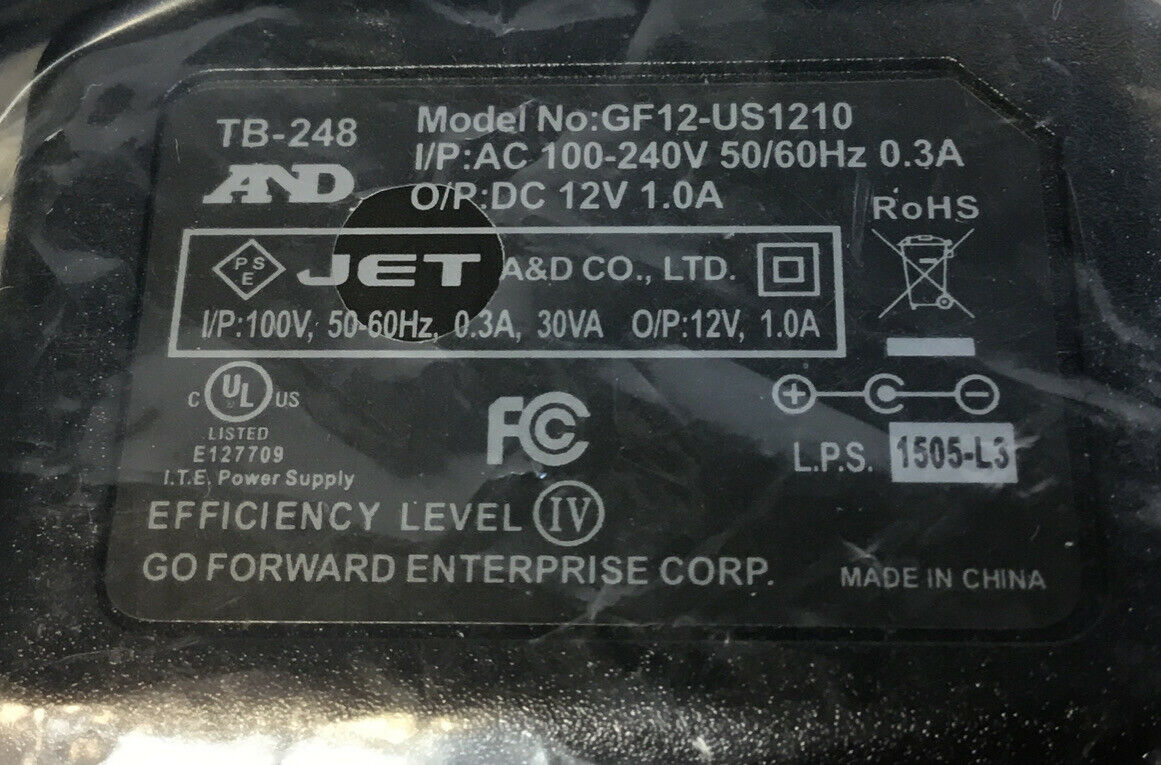 TB-248
AND
Model No:GF12-US1210
I/P:AC 100-240V 50/60Hz 0.3A
O/P:DC 12V 1.0A
RoHS
PSE JET A&D CO., LTD.
I/P:100V, 50-60Hz, 0.3A, 30VA O/P:12V, 1.0A
C UL US
LISTED
E127709
I.T.E. Power Supply
FC
L.P.S. 1505-L3
EFFICIENCY LEVEL IV
GO FORWARD ENTERPRISE CORP.
MADE IN CHINA